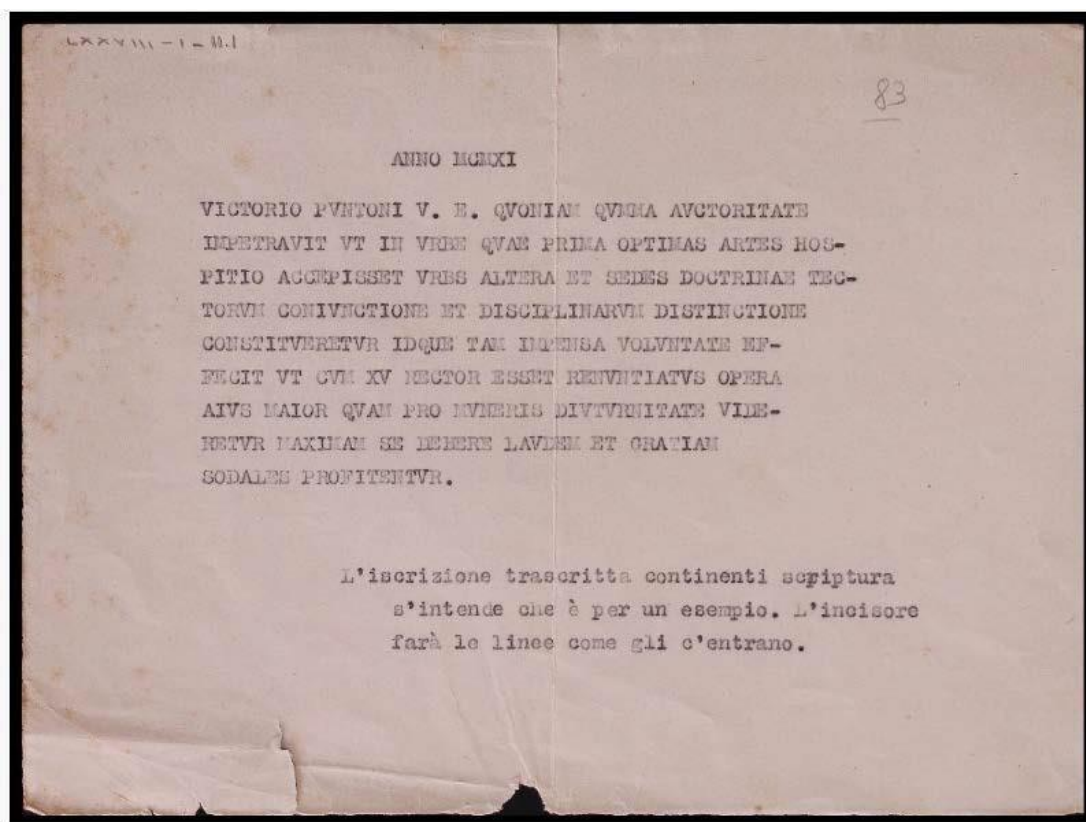 LXXVIII - I - N.1
83
ANNO MCMXI
VICTORIO PVNTONI V. E. QVONIAM QVMMA AVCTORITATE
IMPETRAVIT VT IN VRBE QVAE PRIMA OPTIMAS ARTES HOS-
PITIO ACCEPISSET VRBS ALTERA ET SEDES DOCTRINAE TEC-
TORVM CONIVNCTIONE ET DISCIPLINARVM DISTINCTIONE
CONSTITVERETVR IDQUE TAM IMPENSA VOLVNTATE EF-
FECIT VT CVM XV RECTOR ESSET RENVNTIATVS OPERA
AIVS MAIOR QVAM PRO MVNERIS DIVTVRNITATE VIDE-
RETVR MAXIMAM SE DEBERE LAVDEM ET GRATIAM
SODALES PROFITENTVR.
L'iscrizione trascritta continenti scriptura
s'intende che è per un esempio. L'incisore
farà le linee come gli c'entrano.